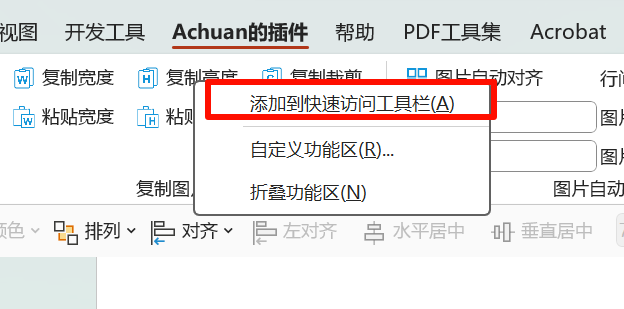 视图 开发工具 Achuan的插件 帮助 PDF工具集 Acrobat
复制宽度 复制高度 复制裁剪 图片自动对齐 行间
粘贴宽度 粘贴 图片
添加到快速访问工具栏(A)
自定义功能区(R)... 图片
折叠功能区(N)
复制图 图片自动
颜色 排列 对齐 左对齐 水平居中 垂直居中